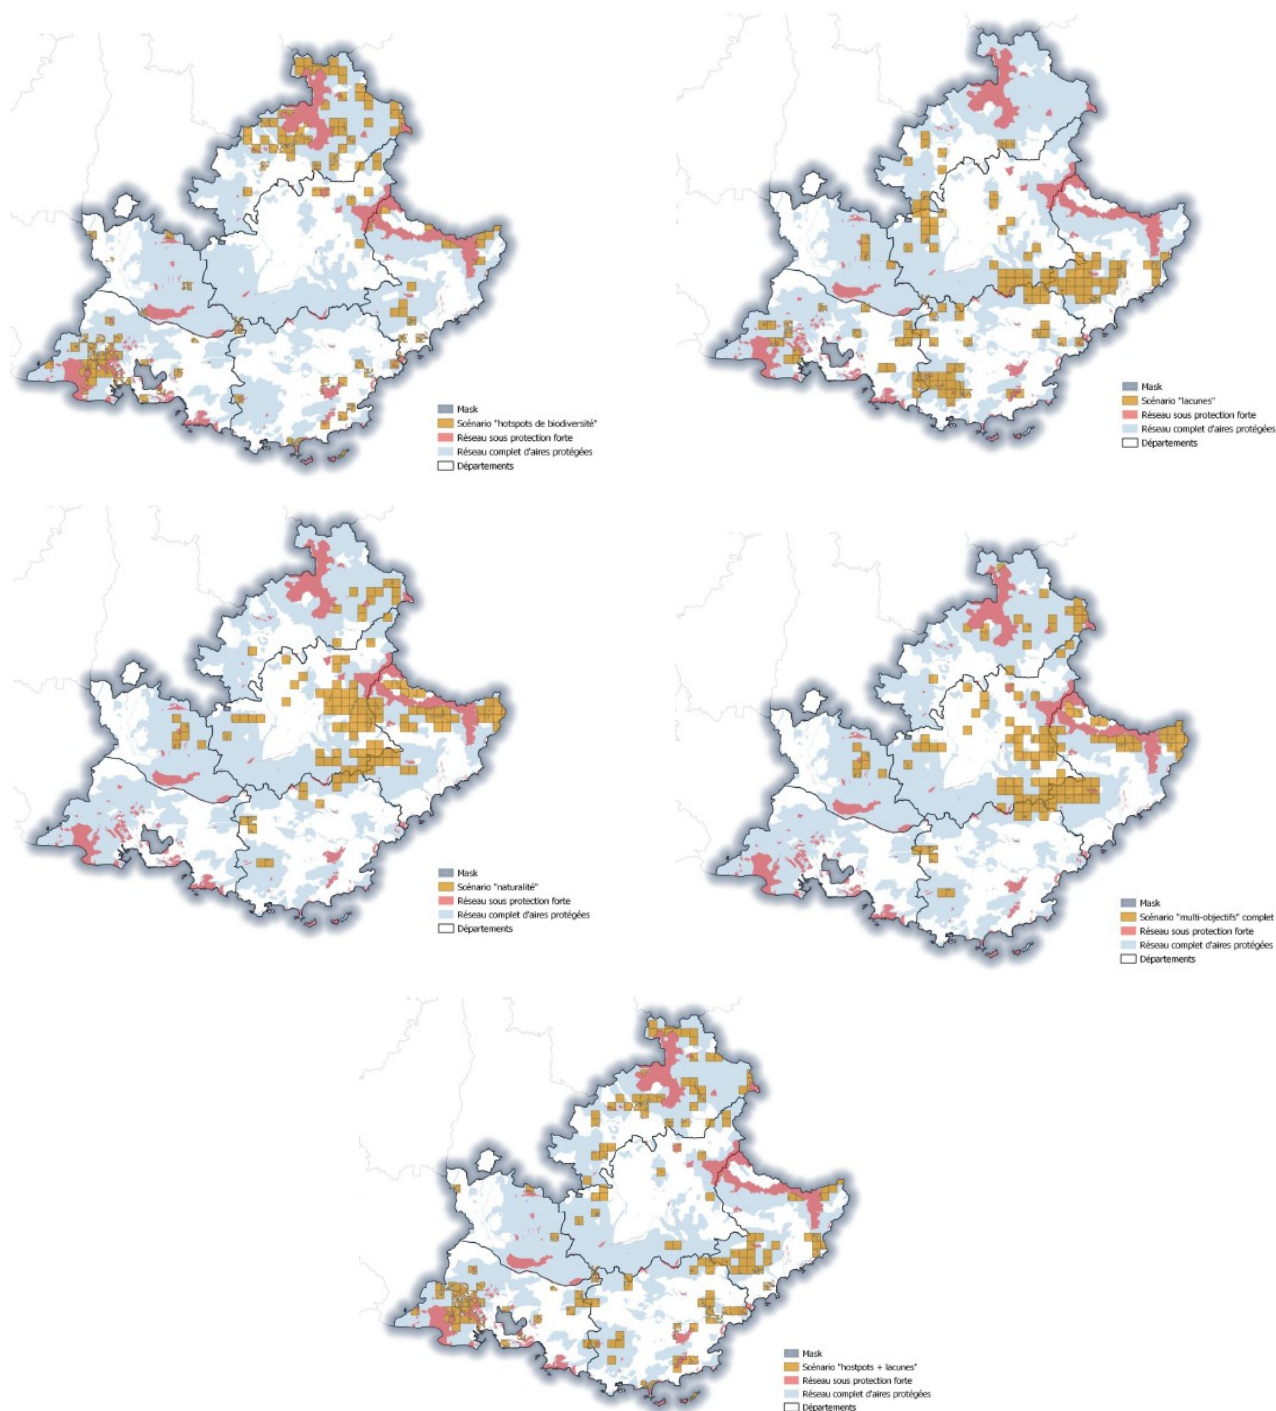 Mask
Scénario "hotspots de biodiversité"
Réseau sous protection forte
Réseau complet d'aires protégées
Départements
Mask
Scénario "lacunes"
Réseau sous protection forte
Réseau complet d'aires protégées
Départements
Mask
Scénario "naturalité"
Réseau sous protection forte
Réseau complet d'aires protégées
Départements
Mask
Scénario "multi-objectifs" complet
Réseau sous protection forte
Réseau complet d'aires protégées
Départements
Mask
Scénario "hostpots + lacunes"
Réseau sous protection forte
Réseau complet d'aires protégées
Départements